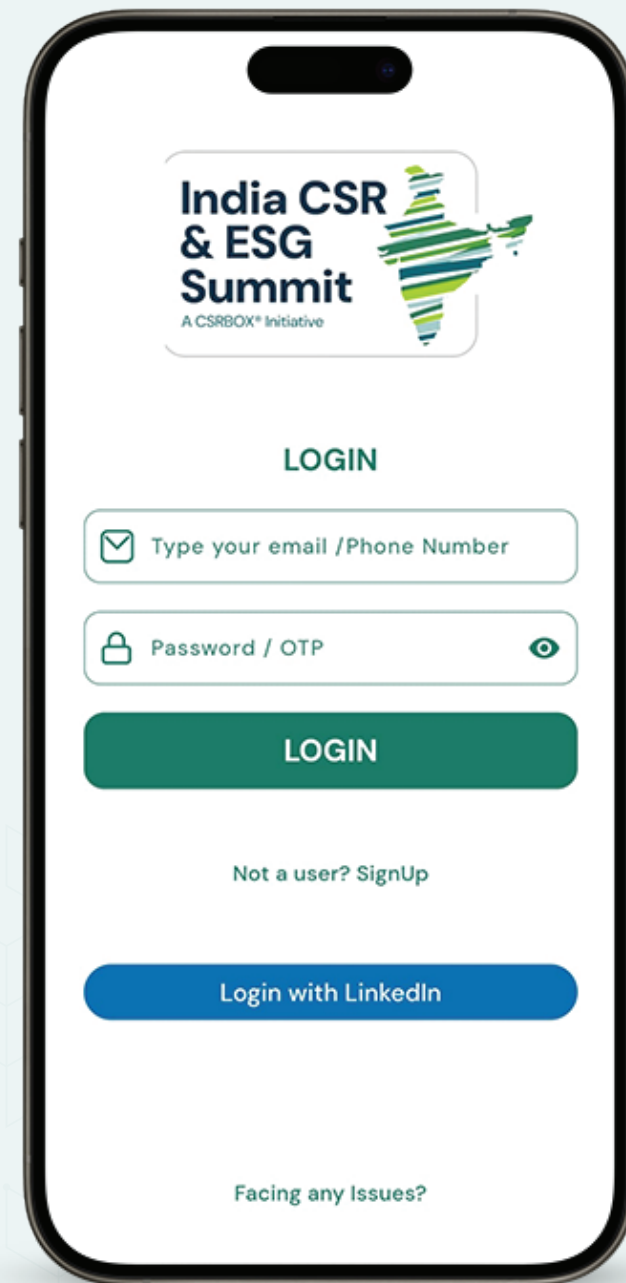 India CSR
& ESG
Summit
A CSRBOX® Initiative
LOGIN
Type your email /Phone Number
Password / OTP
LOGIN
Not a user? SignUp
Login with LinkedIn
Facing any Issues?